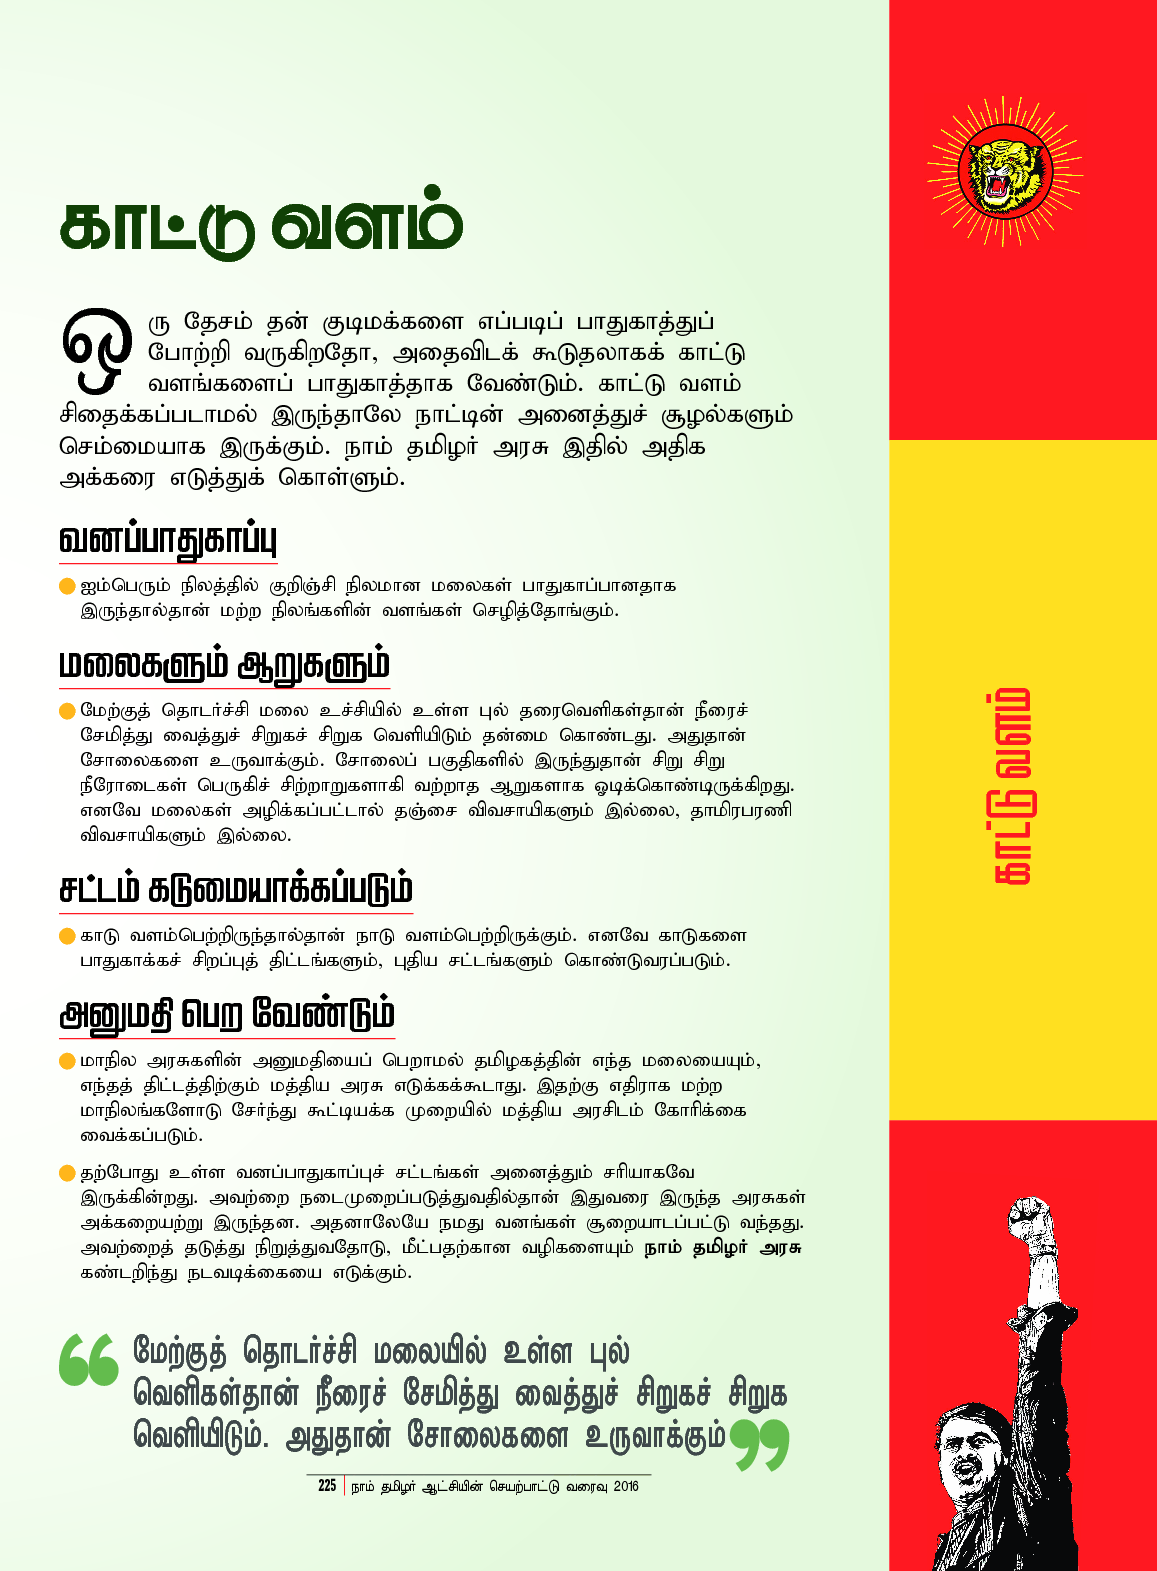 காட்டு வளம்
ஒரு தேசம் தன் குடிமக்களை எப்படிப் பாதுகாத்துப்
போற்றி வருகிறதோ, அதைவிடக் கூடுதலாகக் காட்டு
வளங்களைப் பாதுகாத்தாக வேண்டும். காட்டு வளம்
சிதைக்கப்படாமல் இருந்தாலே நாட்டின் அனைத்துச் சூழல்களும்
செம்மையாக இருக்கும். நாம் தமிழர் அரசு இதில் அதிக
அக்கரை எடுத்துக் கொள்ளும்.
வனப்பாதுகாப்பு
ஐம்பெரும் நிலத்தில் குறிஞ்சி நிலமான மலைகள் பாதுகாப்பானதாக
இருந்தால்தான் மற்ற நிலங்களின் வளங்கள் செழித்தோங்கும்.
மலைகளும் ஆறுகளும்
மேற்குத் தொடர்ச்சி மலை உச்சியில் உள்ள புல் தரைவெளிகள்தான் நீரைச்
சேமித்து வைத்துச் சிறுகச் சிறுக வெளியிடும் தன்மை கொண்டது. அதுதான்
சோலைகளை உருவாக்கும். சோலைப் பகுதிகளில் இருந்துதான் சிறு சிறு
நீரோடைகள் பெருகிச் சிற்றாறுகளாகி வற்றாத ஆறுகளாக ஓடிக்கொண்டிருக்கிறது.
எனவே மலைகள் அழிக்கப்பட்டால் தஞ்சை விவசாயிகளும் இல்லை, தாமிரபரணி
விவசாயிகளும் இல்லை.
சட்டம் கடுமையாக்கப்படும்
காடு வளம்பெற்றிருந்தால்தான் நாடு வளம்பெற்றிருக்கும். எனவே காடுகளை
பாதுகாக்கச் சிறப்புத் திட்டங்களும், புதிய சட்டங்களும் கொண்டுவரப்படும்.
அனுமதி பெற வேண்டும்
மாநில அரசுகளின் அனுமதியைப் பெறாமல் தமிழகத்தின் எந்த மலையையும்,
எந்தத் திட்டத்திற்கும் மத்திய அரசு எடுக்கக்கூடாது. இதற்கு எதிராக மற்ற
மாநிலங்களோடு சேர்ந்து கூட்டியக்க முறையில் மத்திய அரசிடம் கோரிக்கை
வைக்கப்படும்.
தற்போது உள்ள வனப்பாதுகாப்புச் சட்டங்கள் அனைத்தும் சரியாகவே
இருக்கின்றது. அவற்றை நடைமுறைப்படுத்துவதில்தான் இதுவரை இருந்த அரசுகள்
அக்கறையற்று இருந்தன. அதனாலேயே நமது வனங்கள் சூறையாடப்பட்டு வந்தது.
அவற்றைத் தடுத்து நிறுத்துவதோடு, மீட்பதற்கான வழிகளையும் நாம் தமிழர் அரசு
கண்டறிந்து நடவடிக்கையை எடுக்கும்.
“மேற்குத் தொடர்ச்சி மலையில் உள்ள புல்
வெளிகள்தான் நீரைச் சேமித்து வைத்துச் சிறுகச் சிறுக
வெளியிடும். அதுதான் சோலைகளை உருவாக்கும்”
225 நாம் தமிழர் ஆட்சியின் செயற்பாட்டு வரைவு 2016
காட்டு வளம்